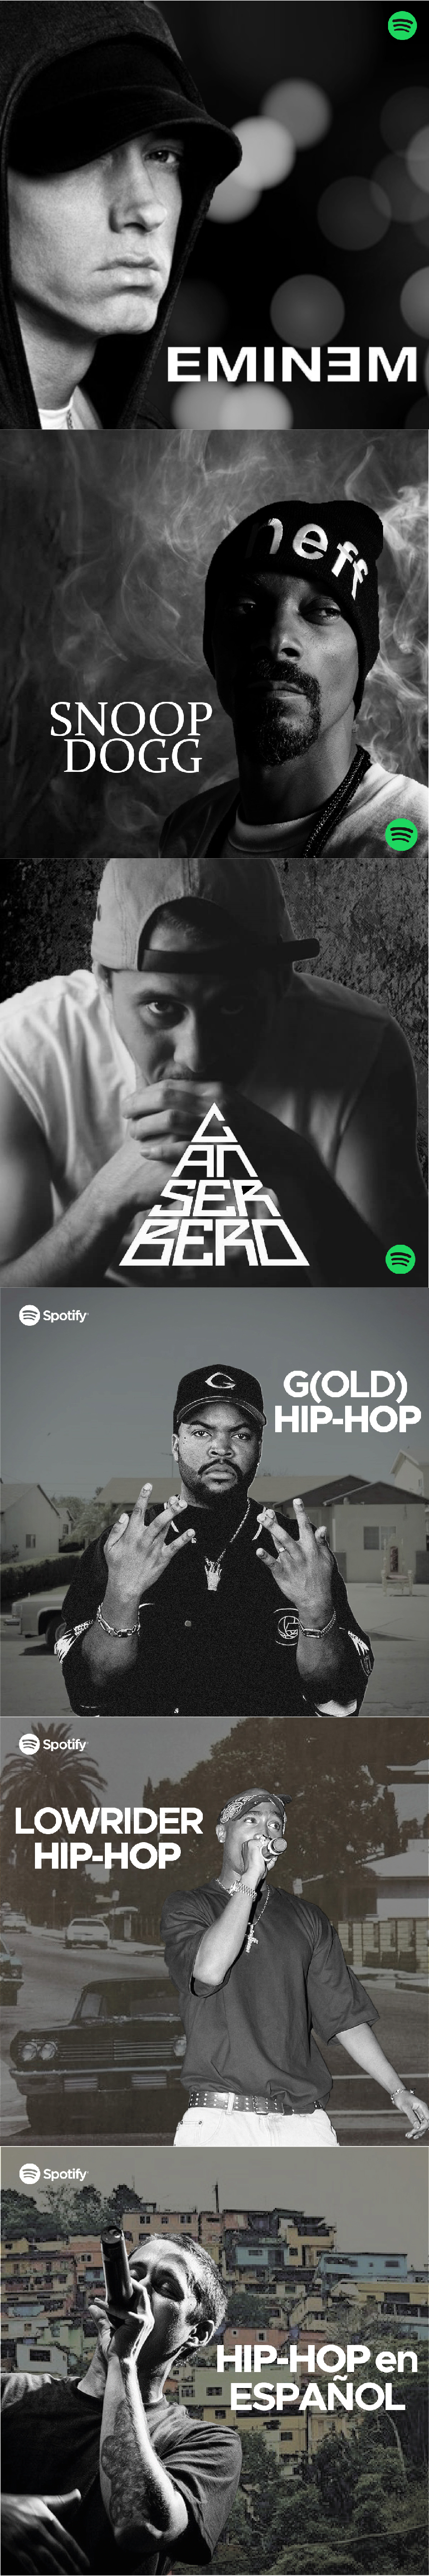 EMINEM
neff
SNOOP
DOGG
CAN
SER
BERO
Spotify
G(OLD)
HIP-HOP
Spotify
LOWRIDER
HIP-HOP
Spotify
HIP-HOP en
ESPAÑOL